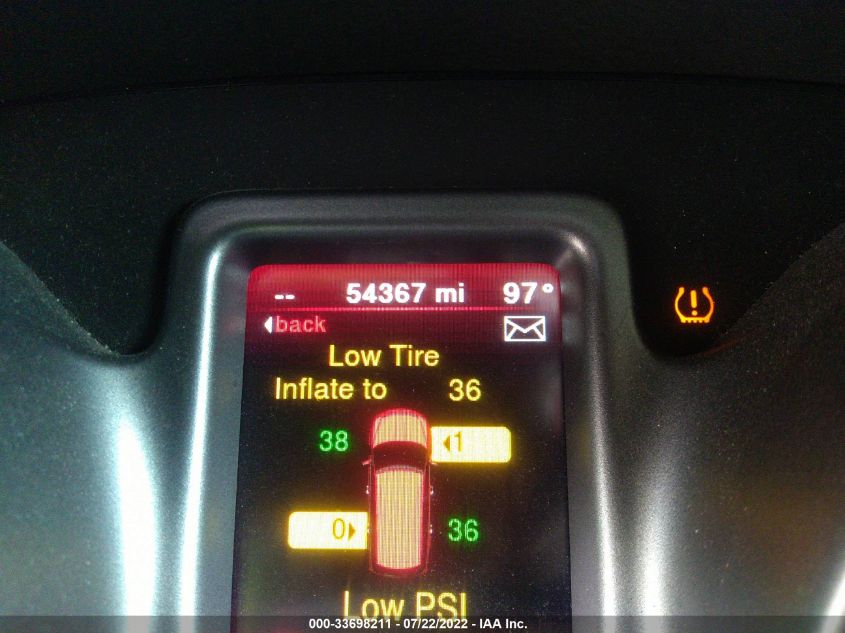 -- 54367 mi 97°
back
Low Tire
Inflate to 36
38 1
0 36
Low PSI
000-33698211 - 07/22/2022 - IAA Inc.